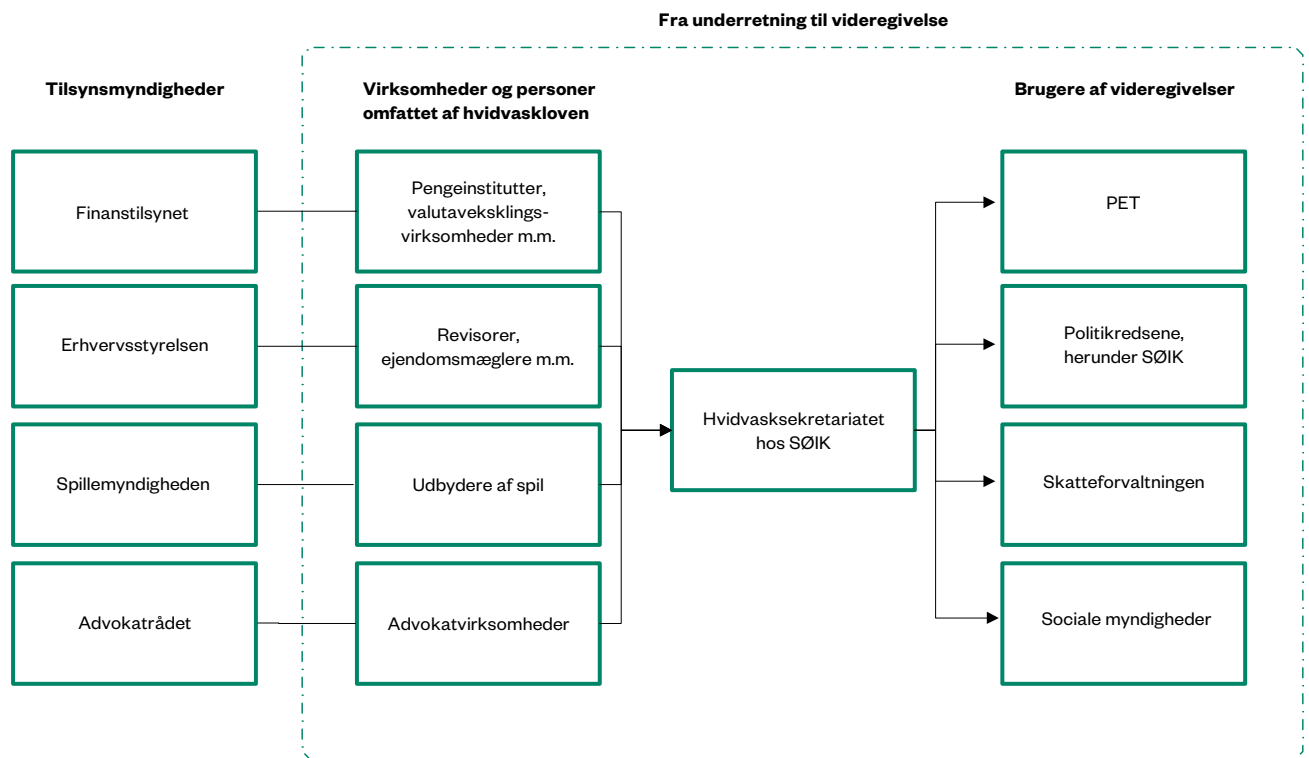 Fra underretning til videregivelse
Tilsynsmyndigheder
Virksomheder og personer
omfattet af hvidvaskloven
Brugere af videregivelser
Finanstilsynet
Pengeinstitutter,
valutaveksklings-
virksomheder m.m.
PET
Erhvervsstyrelsen
Revisorer,
ejendomsmæglere m.m.
Politikredsene,
herunder SØIK
Hvidvasksekretariatet
hos SØIK
Spillemyndigheden
Udbydere af spil
Skatteforvaltningen
Advokatrådet
Advokatvirksomheder
Sociale myndigheder